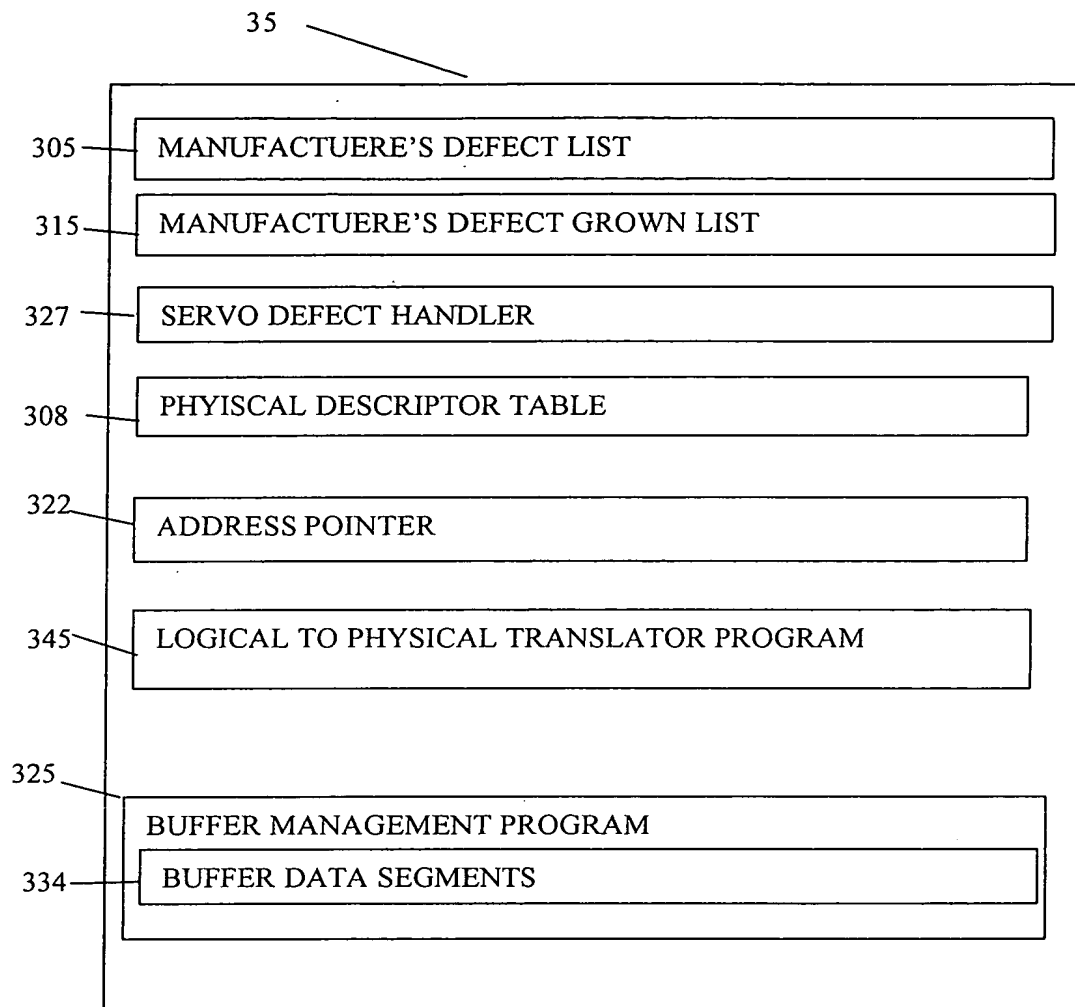 35
305 MANUFACTUERE'S DEFECT LIST
315 MANUFACTUERE'S DEFECT GROWN LIST
327 SERVO DEFECT HANDLER
308 PHYISCAL DESCRIPTOR TABLE
322 ADDRESS POINTER
345 LOGICAL TO PHYSICAL TRANSLATOR PROGRAM
325 BUFFER MANAGEMENT PROGRAM
334 BUFFER DATA SEGMENTS